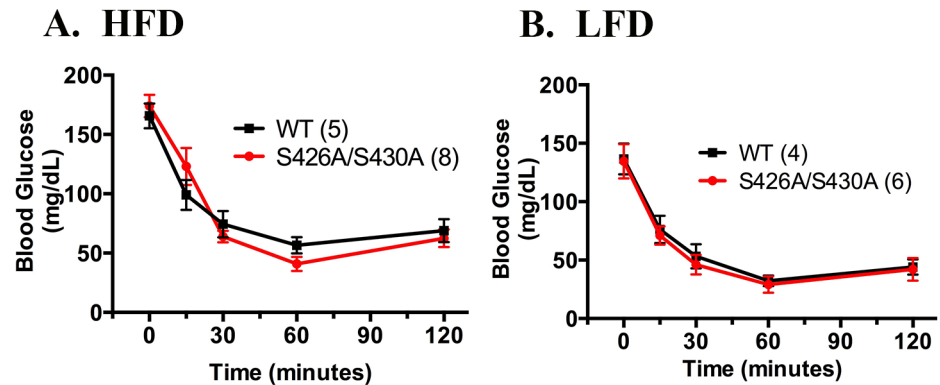 A. HFD
200
150
100
50
0
Blood Glucose
(mg/dL)
WT (5)
S426A/S430A (8)
0 30 60 90 120
Time (minutes)
B. LFD
200
150
100
50
0
Blood Glucose
(mg/dL)
WT (4)
S426A/S430A (6)
0 30 60 90 120
Time (minutes)